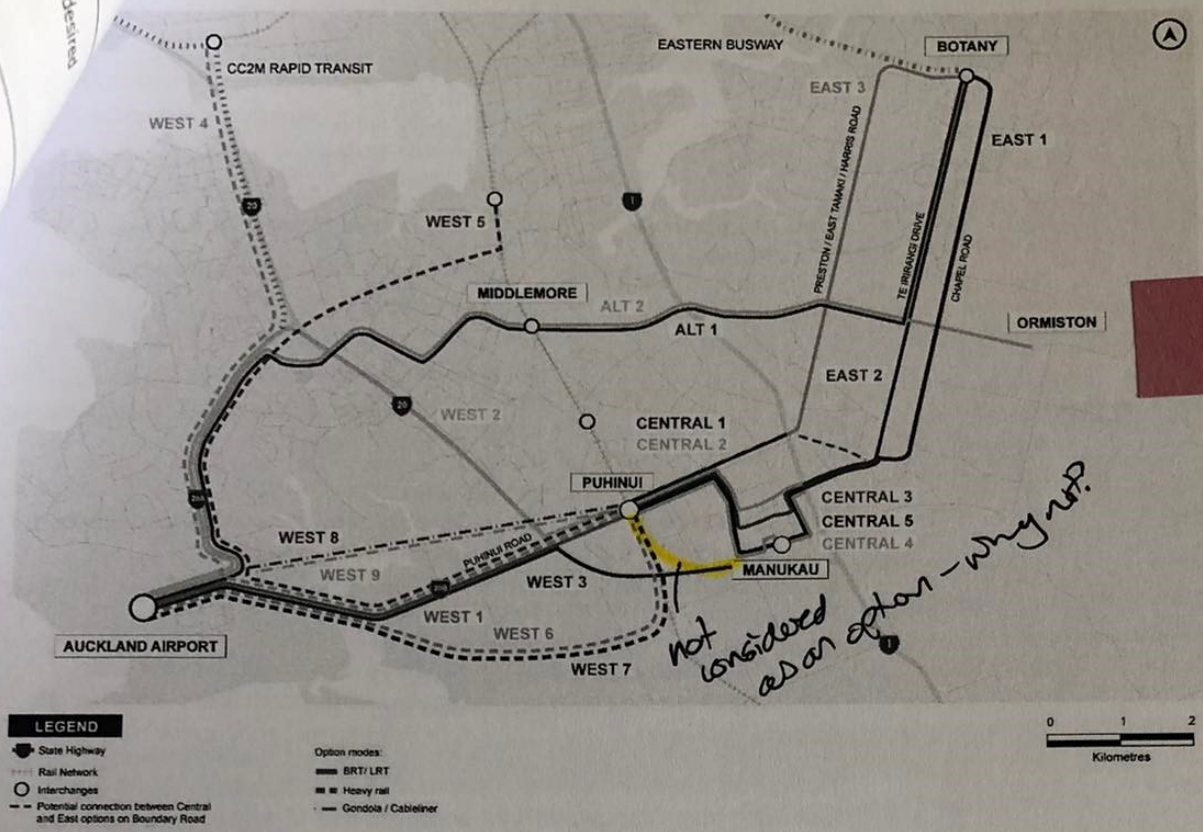 desired
EASTERN BUSWAY
BOTANY
CC2M RAPID TRANSIT
EAST 3
WEST 4
EAST 1
20
1
WEST 5
PRESTON / EAST TAMAKI / HARRIS ROAD
TE IRIRANGI DRIVE
CHAPEL ROAD
MIDDLEMORE
ALT 2
ALT 1
ORMISTON
EAST 2
20
WEST 2
CENTRAL 1
CENTRAL 2
PUHINUI
CENTRAL 3
CENTRAL 5
CENTRAL 4
WEST 8
PUHINUI ROAD
WEST 9
WEST 3
MANUKAU
WEST 1
AUCKLAND AIRPORT
WEST 6
WEST 7
not
considered
as an option - why not?
1
LEGEND
State Highway
Rail Network
Interchanges
Potential connection between Central
and East options on Boundary Road
Option modes:
BRT/ LRT
Heavy rail
Gondola / Cableliner
0 1 2
Kilometres